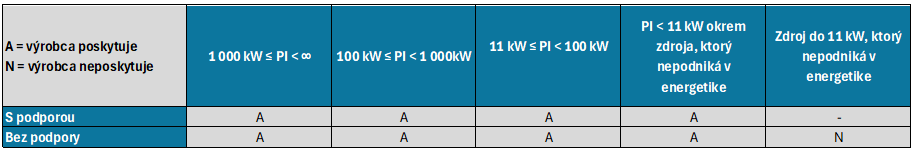 A = výrobca poskytuje
N = výrobca neposkytuje
1 000 kW ≤ PI < ∞
100 kW ≤ PI < 1 000kW
11 kW ≤ PI < 100 kW
PI < 11 kW okrem
zdroja, ktorý
nepodniká v
energetike
Zdroj do 11 kW, ktorý
nepodniká v
energetike
S podporou A A A A -
Bez podpory A A A A N